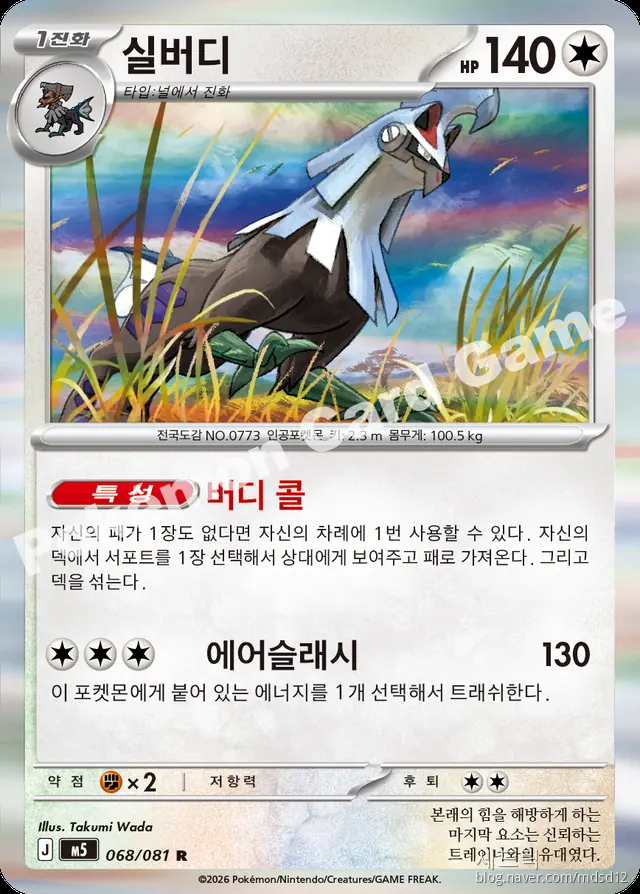 1진화
실버디
HP 140
타입:널에서 진화
전국도감 NO.0773 인공포켓몬 키: 2.3 m 몸무게: 100.5 kg
특성 버디 콜
자신의 패가 1장도 없다면 자신의 차례에 1번 사용할 수 있다. 자신의
덱에서 서포트를 1장 선택해서 상대에게 보여주고 패로 가져온다. 그리고
덱을 섞는다.
에어슬래시 130
이 포켓몬에게 붙어 있는 에너지를 1개 선택해서 트래쉬한다.
약점 ×2 저항력 후퇴
Illus. Takumi Wada
J M5 068/081 R
본래의 힘을 해방하게 하는
마지막 요소는 신뢰하는
트레이너와의 유대였다.
©2026 Pokémon/Nintendo/Creatures/GAME FREAK.
Pokémon Card Game
blog.naver.com/mdsd12